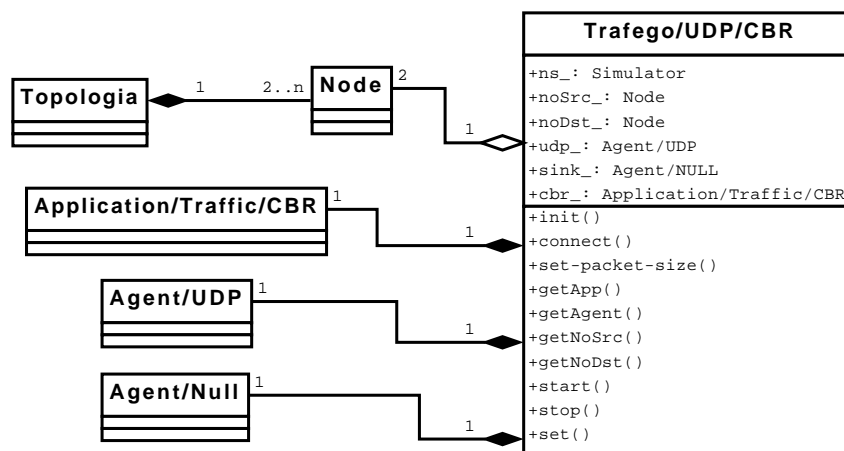 Trafego/UDP/CBR
+ns_: Simulator
+noSrc_: Node
+noDst_: Node
+udp_: Agent/UDP
+sink_: Agent/NULL
+cbr_: Application/Traffic/CBR
+init()
+connect()
+set-packet-size()
+getApp()
+getAgent()
+getNoSrc()
+getNoDst()
+start()
+stop()
+set()
Topologia
1
2..n
Node
2
1
Application/Traffic/CBR
1
1
Agent/UDP
1
1
Agent/Null
1
1